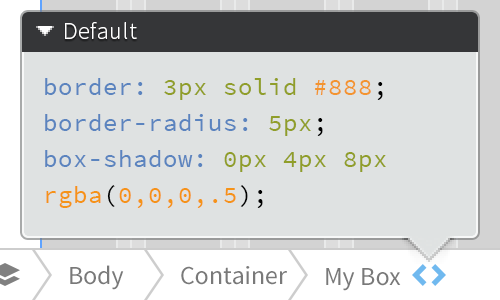 Default
border: 3px solid #888;
border-radius: 5px;
box-shadow: 0px 4px 8px
rgba(0,0,0,.5);
Body Container My Box